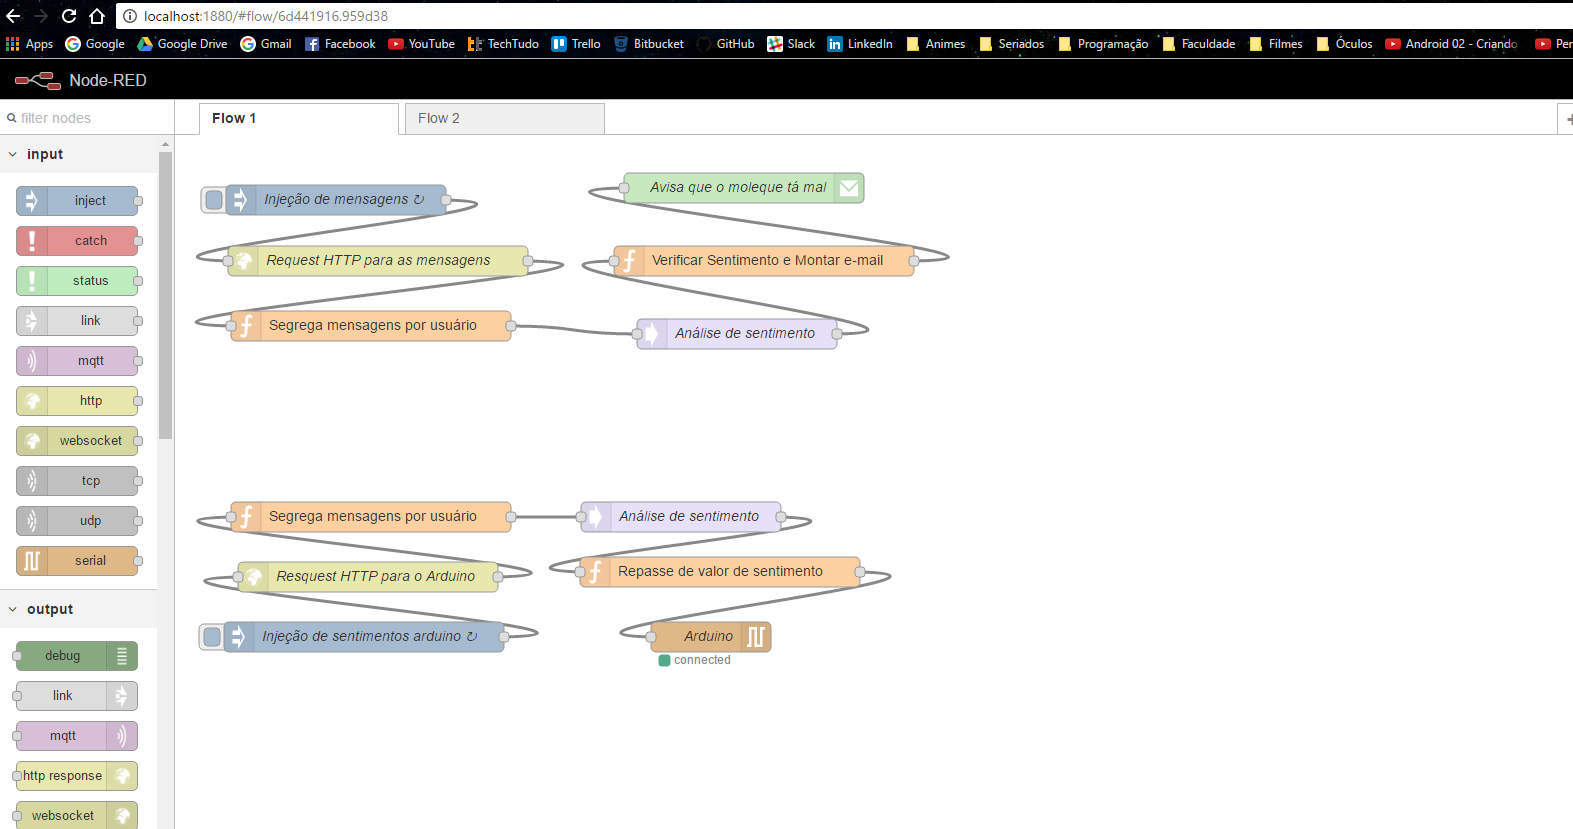 localhost:1880/#flow/6d441916.959d38
Apps Google Google Drive Gmail Facebook YouTube TechTudo Trello Bitbucket GitHub Slack LinkedIn Animes Seriados Programação Faculdade Filmes Óculos Android 02 - Criando Per
Node-RED
filter nodes
Flow 1 Flow 2
input
inject
catch
status
link
mqtt
http
websocket
tcp
udp
serial
output
debug
link
mqtt
http response
websocket
Injeção de mensagens ↻
Avisa que o moleque tá mal
Request HTTP para as mensagens
Verificar Sentimento e Montar e-mail
Segrega mensagens por usuário
Análise de sentimento
Segrega mensagens por usuário
Análise de sentimento
Resquest HTTP para o Arduino
Repasse de valor de sentimento
Injeção de sentimentos arduino ↻
Arduino
connected